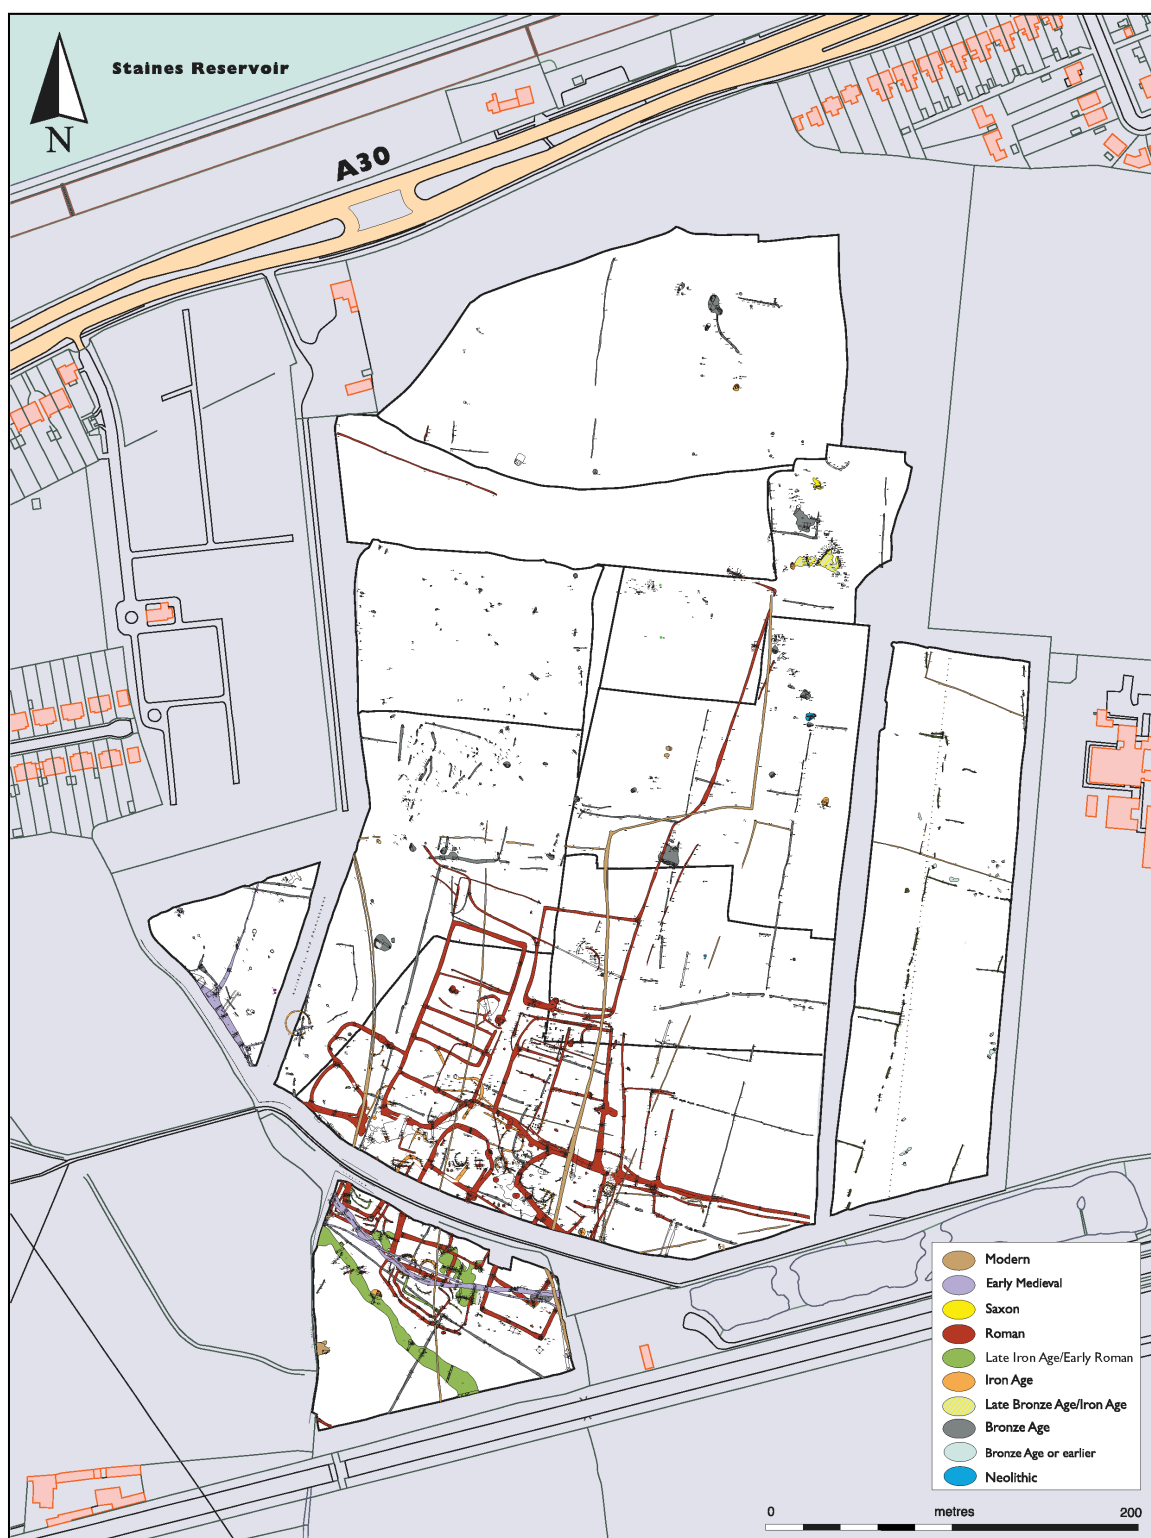 Staines Reservoir
A30
N
Modern
Early Medieval
Saxon
Roman
Late Iron Age/Early Roman
Iron Age
Late Bronze Age/Iron Age
Bronze Age
Bronze Age or earlier
Neolithic
0 metres 200